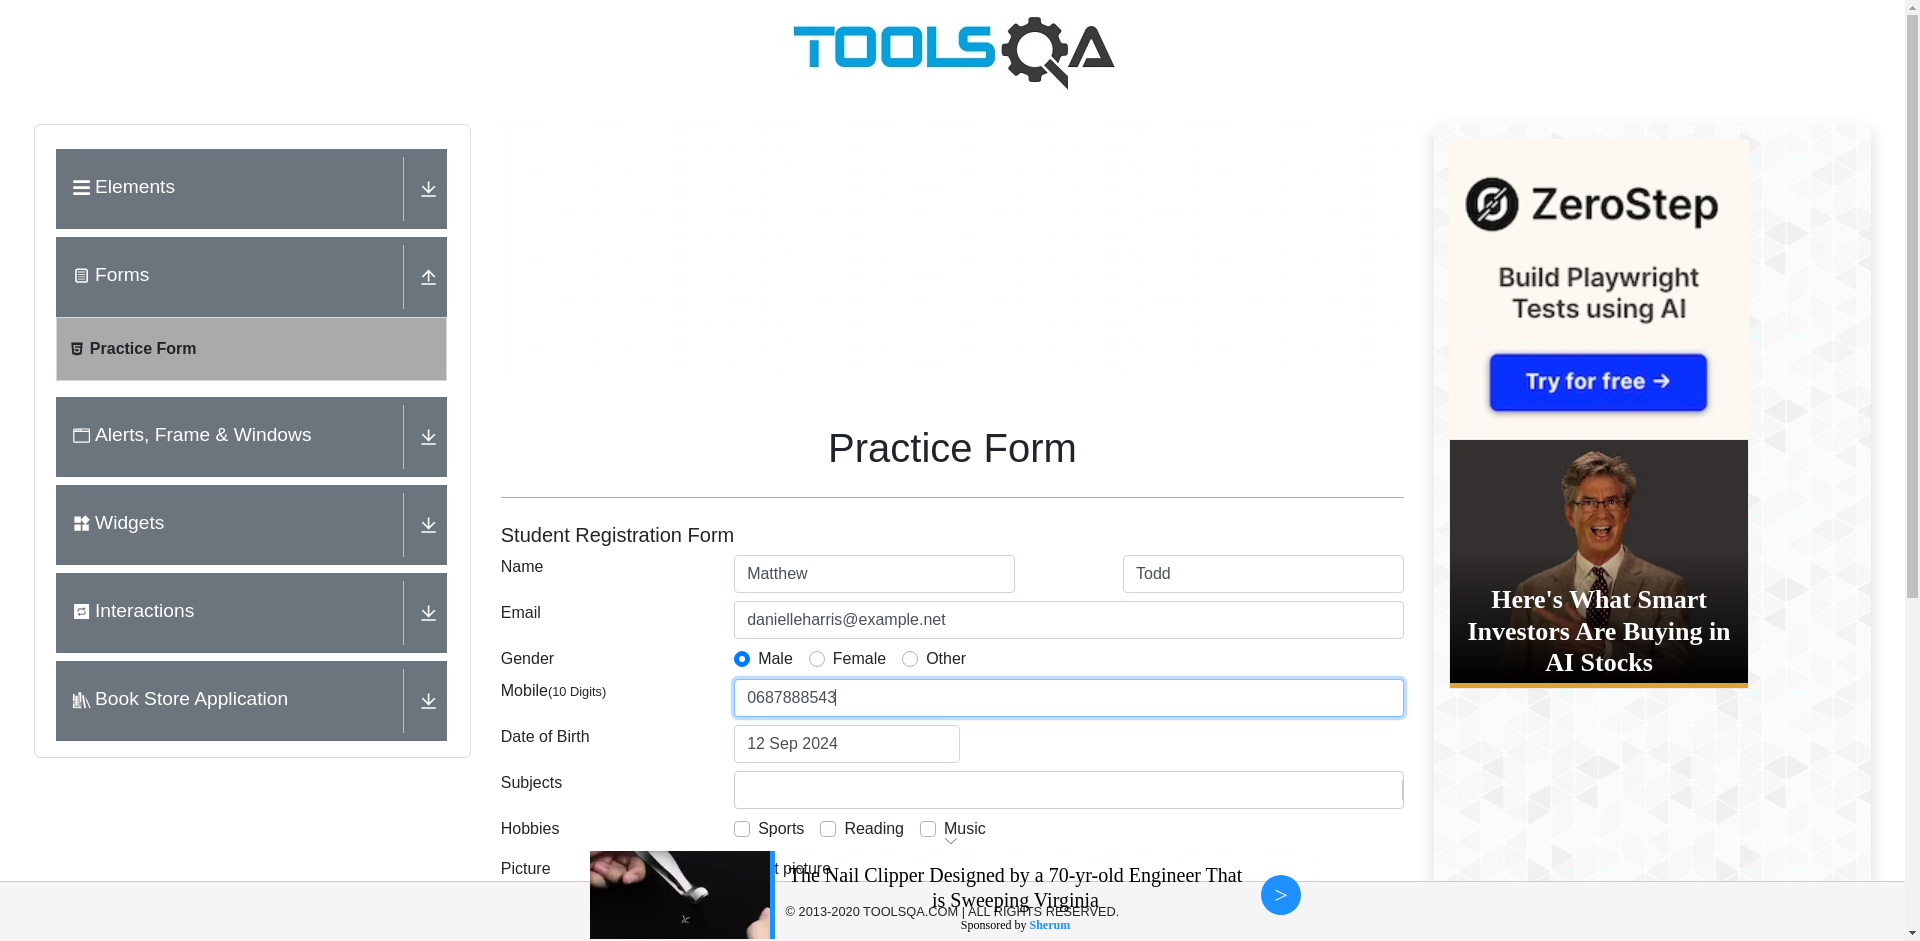 TOOLSQA
Elements
Forms
Practice Form
Alerts, Frame & Windows
Widgets
Interactions
Book Store Application
Practice Form
Student Registration Form
Name
Matthew
Todd
Email
danielleharris@example.net
Gender
Male
Female
Other
Mobile(10 Digits)
0687888543
Date of Birth
12 Sep 2024
Subjects
Hobbies
Sports
Reading
Music
Picture
t picture
The Nail Clipper Designed by a 70-yr-old Engineer That
is Sweeping Virginia
Sponsored by Sherum
>
© 2013-2020 TOOLSQA.COM | ALL RIGHTS RESERVED.
ZeroStep
Build Playwright
Tests using AI
Try for free →
Here's What Smart
Investors Are Buying in
AI Stocks